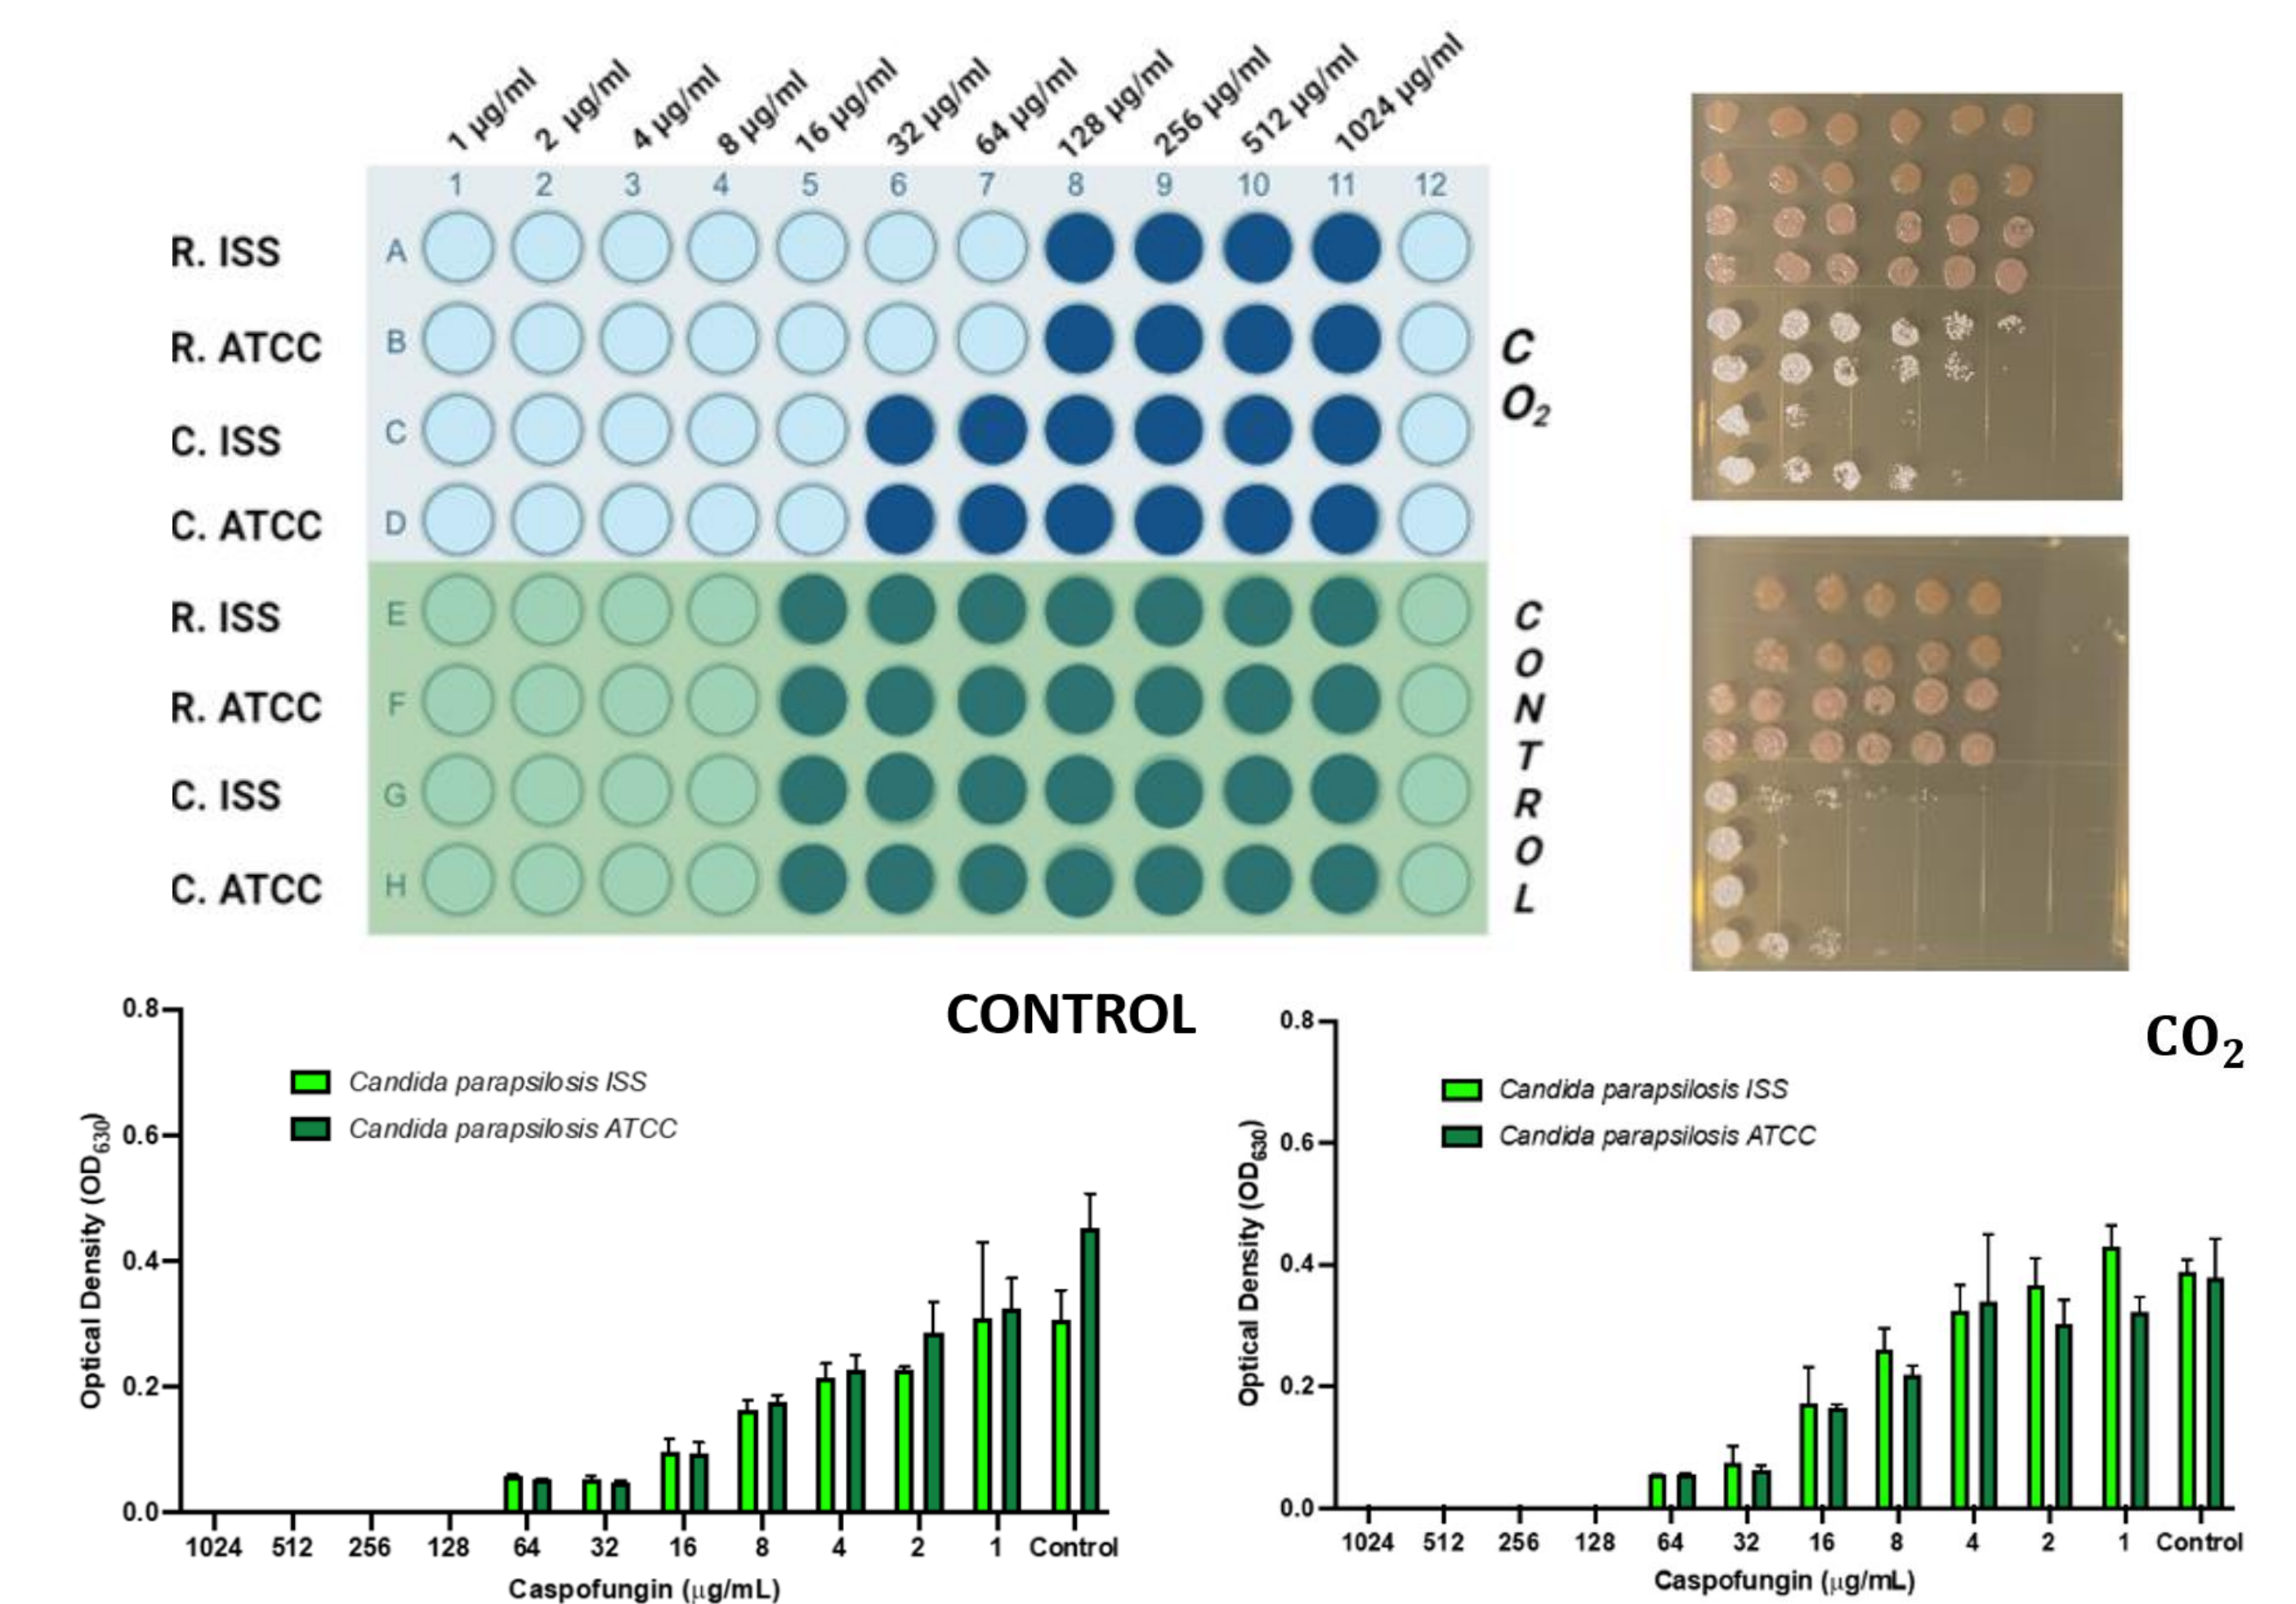 1 µg/ml 2 µg/ml 4 µg/ml 8 µg/ml 16 µg/ml 32 µg/ml 64 µg/ml 128 µg/ml 256 µg/ml 512 µg/ml 1024 µg/ml
1 2 3 4 5 6 7 8 9 10 11 12
R. ISS A
R. ATCC B
C. ISS C
C. ATCC D
CO₂
R. ISS E
R. ATCC F
C. ISS G
C. ATCC H
CONTROL
CONTROL
0.8
0.6
0.4
0.2
0.0
Optical Density (OD₆₃₀)
Candida parapsilosis ISS
Candida parapsilosis ATCC
1024 512 256 128 64 32 16 8 4 2 1 Control
Caspofungin (µg/mL)
CO₂
0.8
0.6
0.4
0.2
0.0
Optical Density (OD₆₃₀)
Candida parapsilosis ISS
Candida parapsilosis ATCC
1024 512 256 128 64 32 16 8 4 2 1 Control
Caspofungin (µg/mL)